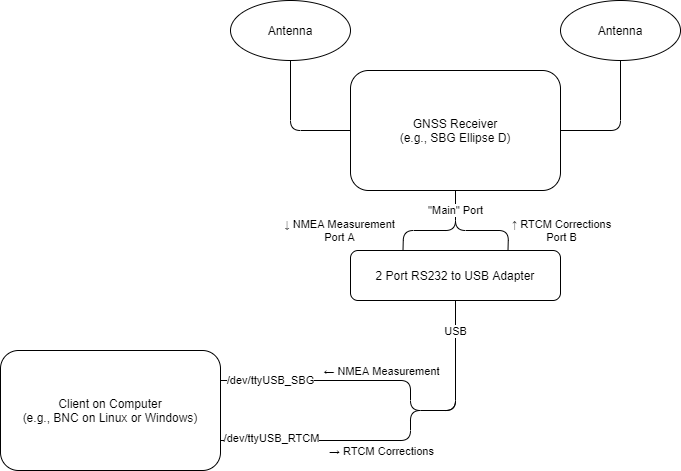 Antenna
Antenna
GNSS Receiver
(e.g., SBG Ellipse D)
"Main" Port
↓ NMEA Measurement
Port A
↑ RTCM Corrections
Port B
2 Port RS232 to USB Adapter
USB
← NMEA Measurement
/dev/ttyUSB_SBG
Client on Computer
(e.g., BNC on Linux or Windows)
/dev/ttyUSB_RTCM
→ RTCM Corrections